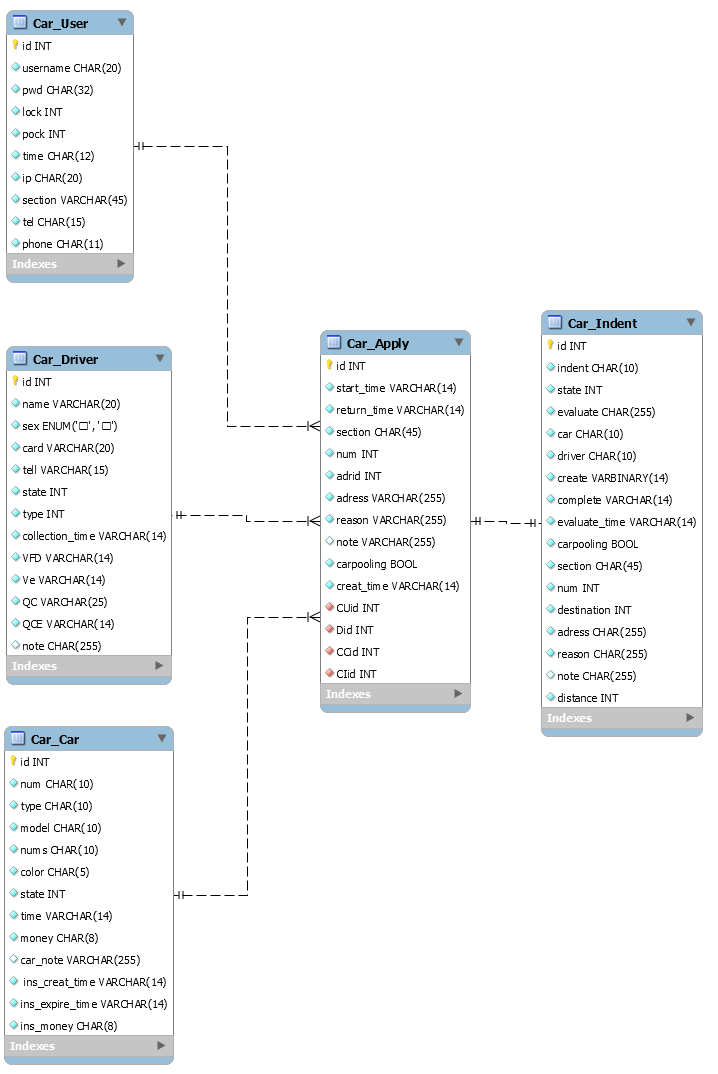 Car_User
id INT
username CHAR(20)
pwd CHAR(32)
lock INT
pock INT
time CHAR(12)
ip CHAR(20)
section VARCHAR(45)
tel CHAR(15)
phone CHAR(11)
Indexes
Car_Driver
id INT
name VARCHAR(20)
sex ENUM('□', '□')
card VARCHAR(20)
tell VARCHAR(15)
state INT
type INT
collection_time VARCHAR(14)
VFD VARCHAR(14)
Ve VARCHAR(14)
QC VARCHAR(25)
QCE VARCHAR(14)
note CHAR(255)
Indexes
Car_Car
id INT
num CHAR(10)
type CHAR(10)
model CHAR(10)
nums CHAR(10)
color CHAR(5)
state INT
time VARCHAR(14)
money CHAR(8)
car_note VARCHAR(255)
ins_creat_time VARCHAR(14)
ins_expire_time VARCHAR(14)
ins_money CHAR(8)
Indexes
Car_Apply
id INT
start_time VARCHAR(14)
return_time VARCHAR(14)
section CHAR(45)
num INT
adrid INT
adress VARCHAR(255)
reason VARCHAR(255)
note VARCHAR(255)
carpooling BOOL
creat_time VARCHAR(14)
CUid INT
Did INT
CCid INT
CIid INT
Indexes
Car_Indent
id INT
indent CHAR(10)
state INT
evaluate CHAR(255)
car CHAR(10)
driver CHAR(10)
create VARBINARY(14)
complete VARCHAR(14)
evaluate_time VARCHAR(14)
carpooling BOOL
section CHAR(45)
num INT
destination INT
adress CHAR(255)
reason CHAR(255)
note CHAR(255)
distance INT
Indexes